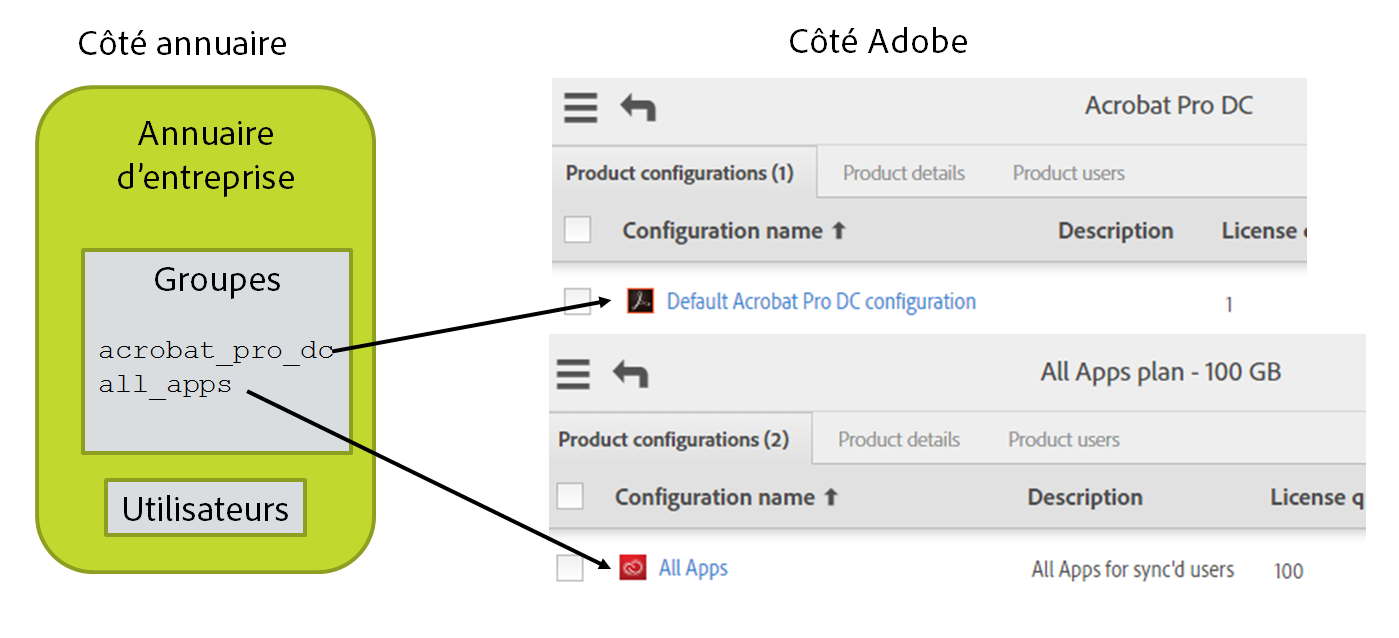 Côté annuaire
Annuaire
d'entreprise
Groupes
acrobat_pro_dc
all_apps
Utilisateurs
Côté Adobe
Acrobat Pro DC
Product configurations (1) Product details Product users
Configuration name Description License
Default Acrobat Pro DC configuration 1
All Apps plan - 100 GB
Product configurations (2) Product details Product users
Configuration name Description License q
All Apps All Apps for sync'd users 100